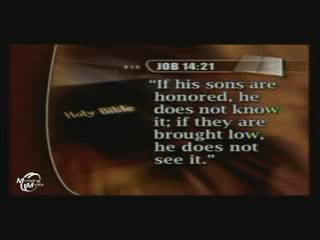 JOB 14:21
"If his sons are
honored, he
does not know
it; if they are
brought low,
he does not
see it."
Holy Bible